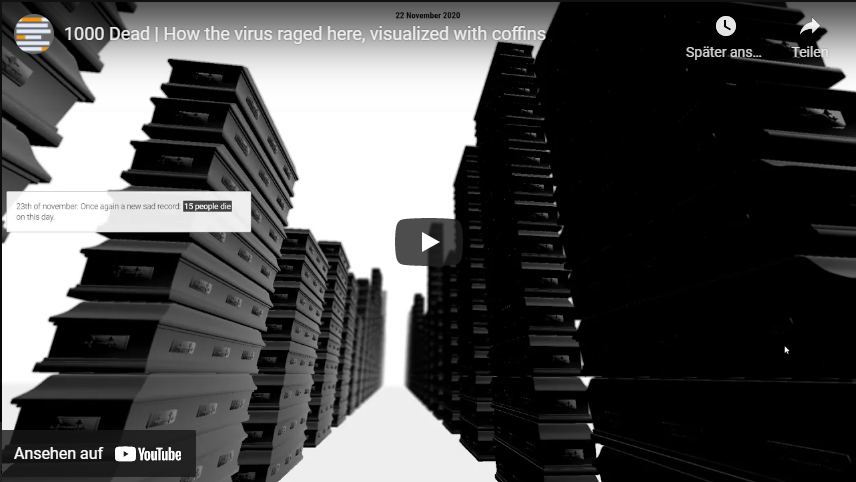 22 November 2020
1000 Dead | How the virus raged here, visualized with coffins
Später ans...
Teilen
23th of november: Once again a new sad record: 15 people die
on this day.
Ansehen auf YouTube